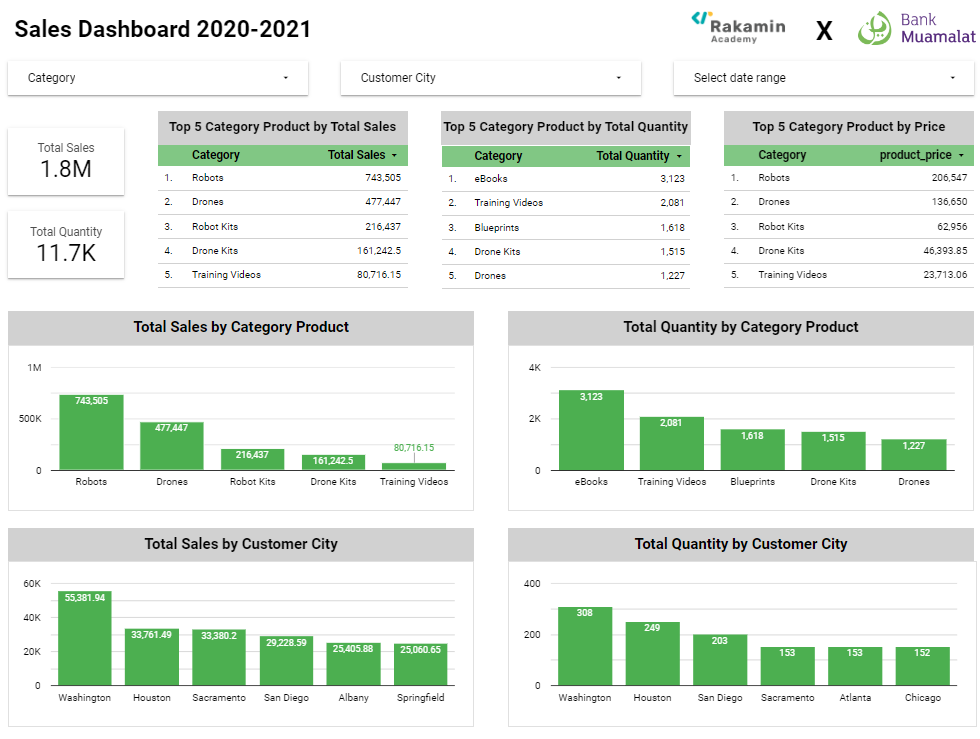 Sales Dashboard 2020-2021
Rakamin
Academy
X
Bank
Muamalat
Category
Customer City
Select date range
Total Sales
1.8M
Total Quantity
11.7K
Top 5 Category Product by Total Sales
Category Total Sales
1. Robots 743,505
2. Drones 477,447
3. Robot Kits 216,437
4. Drone Kits 161,242.5
5. Training Videos 80,716.15
Top 5 Category Product by Total Quantity
Category Total Quantity
1. eBooks 3,123
2. Training Videos 2,081
3. Blueprints 1,618
4. Drone Kits 1,515
5. Drones 1,227
Top 5 Category Product by Price
Category product_price
1. Robots 206,547
2. Drones 136,650
3. Robot Kits 62,956
4. Drone Kits 46,393.85
5. Training Videos 23,713.06
Total Sales by Category Product
1M
500K
0
743,505
477,447
216,437
161,242.5
80,716.15
Robots Drones Robot Kits Drone Kits Training Videos
Total Quantity by Category Product
4K
2K
0
3,123
2,081
1,618
1,515
1,227
eBooks Training Videos Blueprints Drone Kits Drones
Total Sales by Customer City
60K
40K
20K
0
55,381.94
33,761.49
33,380.2
29,228.59
25,405.88
25,060.65
Washington Houston Sacramento San Diego Albany Springfield
Total Quantity by Customer City
400
200
0
308
249
203
153
153
152
Washington Houston San Diego Sacramento Atlanta Chicago